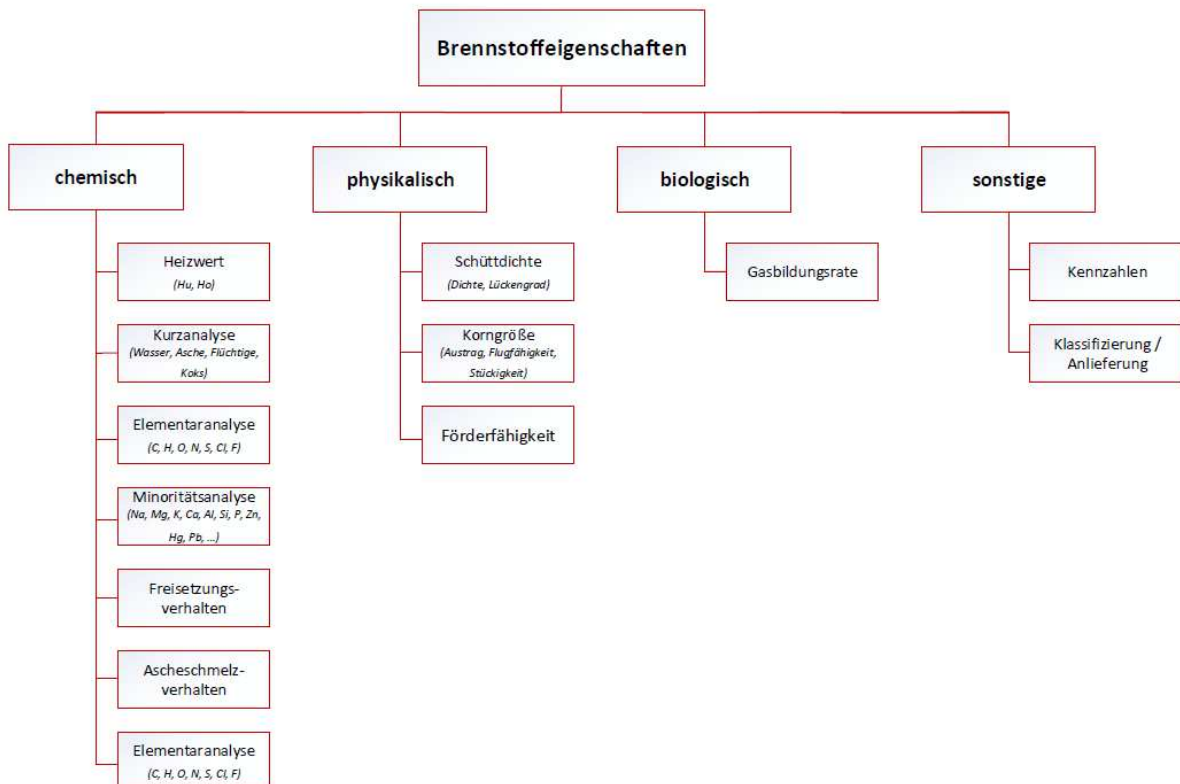 Brennstoffeigenschaften
chemisch
physikalisch
biologisch
sonstige
Heizwert
(Hu, Ho)
Kurzanalyse
(Wasser, Asche, Flüchtige,
Koks)
Elementaranalyse
(C, H, O, N, S, Cl, F)
Minoritätsanalyse
(Na, Mg, K, Ca, Al, Si, P, Zn,
Hg, Pb, ...)
Freisetzungs-
verhalten
Ascheschmelz-
verhalten
Elementaranalyse
(C, H, O, N, S, Cl, F)
Schüttdichte
(Dichte, Lückengrad)
Korngröße
(Austrag, Flugfähigkeit,
Stückigkeit)
Förderfähigkeit
Gasbildungsrate
Kennzahlen
Klassifizierung /
Anlieferung